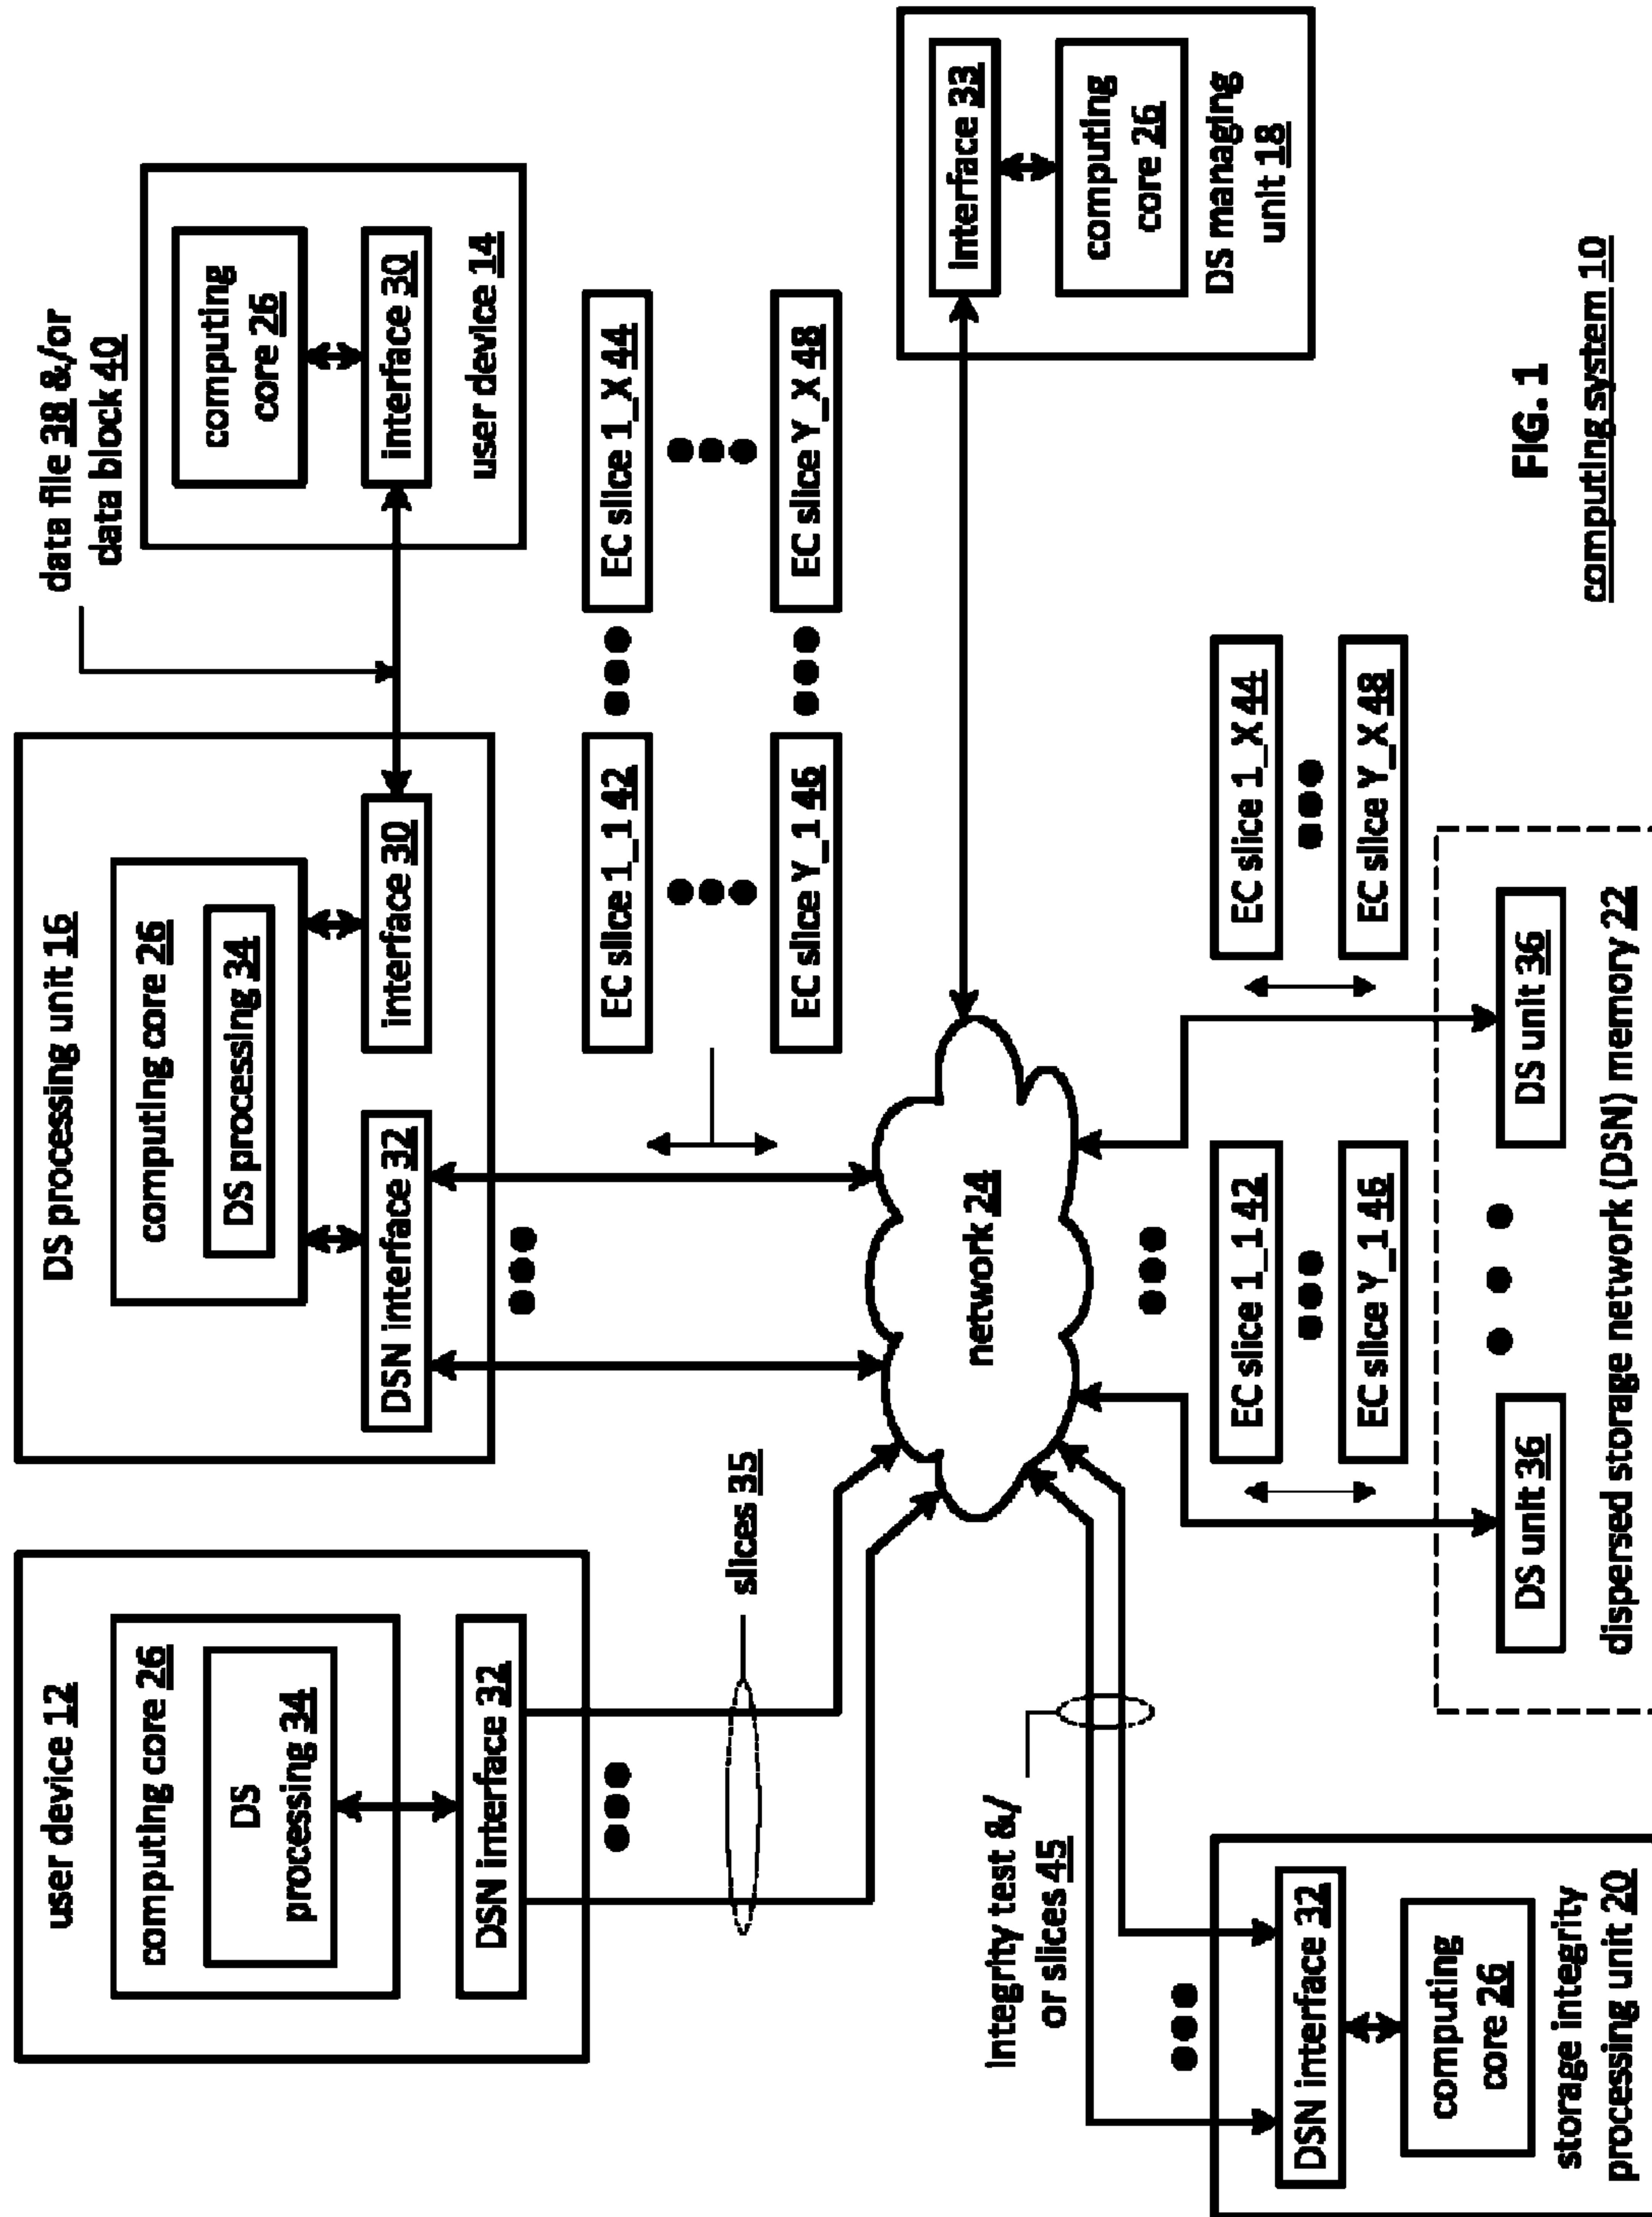 user device 12
computing core 26
DS
processing 34
DSN interface 32
DS processing unit 16
computing core 26
DS processing 34
DSN interface 32
interface 30
data file 38 &/or
data block 40
computing
core 26
interface 30
user device 14
slices 35
EC slice 1_1 42
EC slice 1_X 44
EC slice Y_1 46
EC slice Y_X 48
network 24
integrity test &/
or slices 45
interface 33
computing
core 26
DS managing
unit 18
DSN interface 32
computing
core 26
storage integrity
processing unit 20
EC slice 1_1 42
EC slice Y_1 46
EC slice 1_X 44
EC slice Y_X 48
DS unit 36
DS unit 36
dispersed storage network (DSN) memory 22
FIG. 1
computing system 10